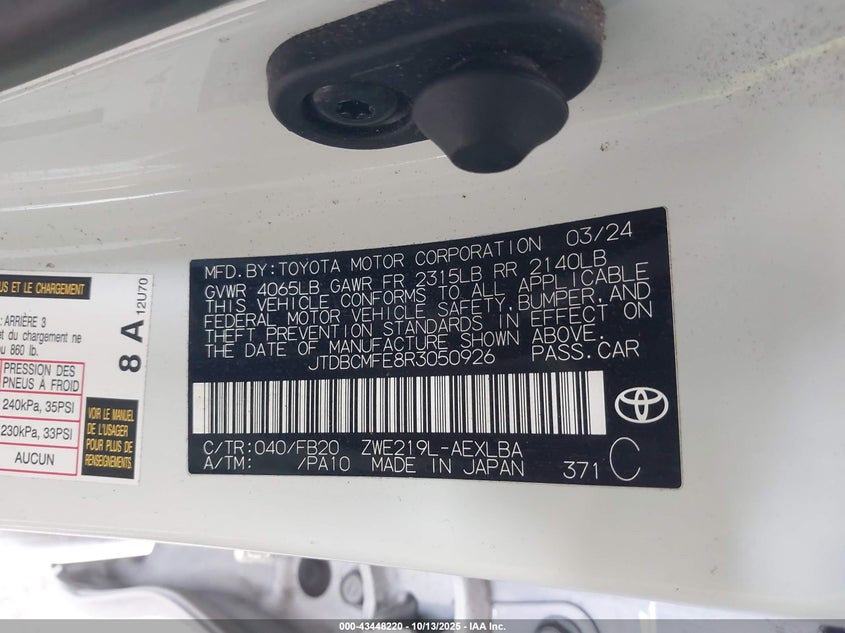 US ET LE CHARGEMENT
: ARRIÈRE 3
et du chargement ne
ou 860 lb.
PRESSION DES
PNEUS À FROID
240kPa, 35PSI
230kPa, 33PSI
AUCUN
8 A 12U70
VOIR LE MANUEL
DE L'USAGER
POUR PLUS
D'INFORMATION
MFD. BY: TOYOTA MOTOR CORPORATION 03/24
GVWR 4065LB GAWR FR 2315LB RR 2140LB
THIS VEHICLE CONFORMS TO ALL APPLICABLE
FEDERAL MOTOR VEHICLE SAFETY, BUMPER, AND
THEFT PREVENTION STANDARDS IN EFFECT ON
THE DATE OF MANUFACTURE SHOWN ABOVE.
JTDBCMFE8R3050926 PASS. CAR
C/TR: 040/FB20 ZWE219L-AEXLBA
A/TM: /PA10 MADE IN JAPAN 371 C
000-43448220 - 10/13/2025 - IAA Inc.